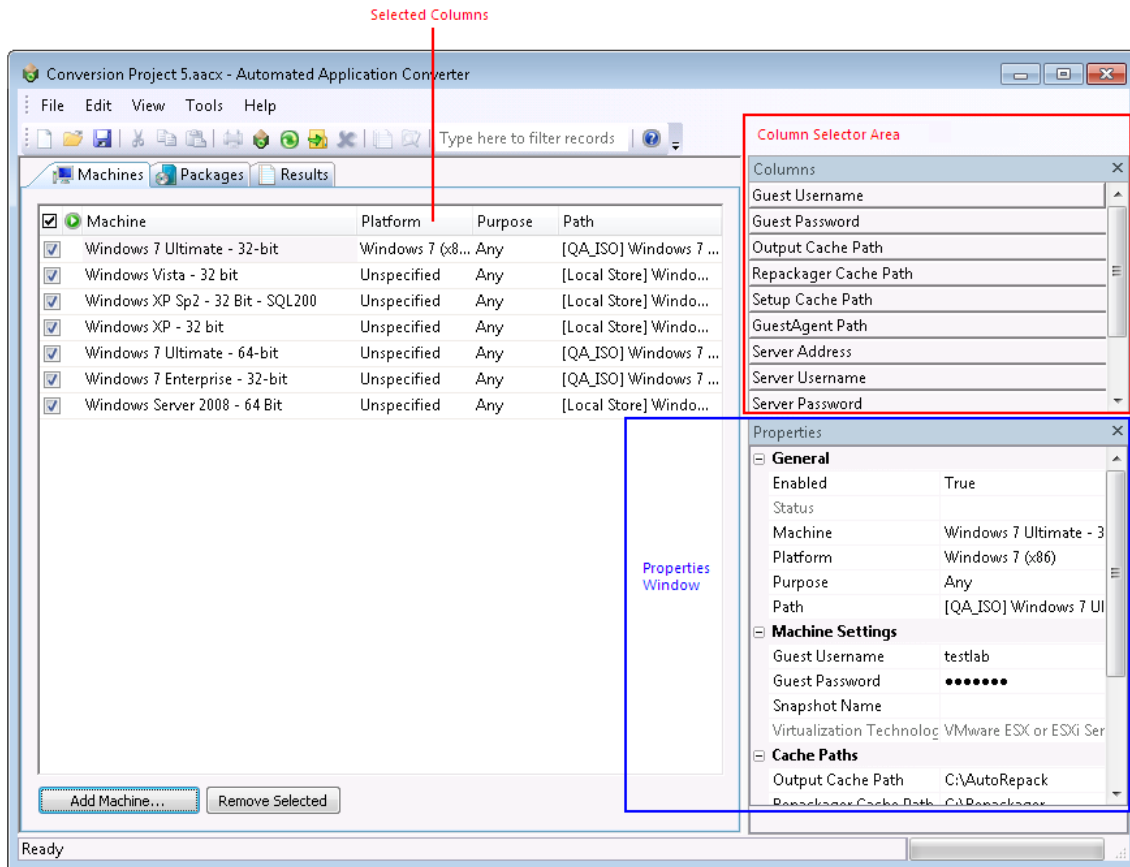 Selected Columns
Conversion Project 5.aacx - Automated Application Converter
File Edit View Tools Help
Type here to filter records
Machines Packages Results
Machine Platform Purpose Path
Windows 7 Ultimate - 32-bit Windows 7 (x8... Any [QA_ISO] Windows 7 ...
Windows Vista - 32 bit Unspecified Any [Local Store] Windo...
Windows XP Sp2 - 32 Bit - SQL200 Unspecified Any [Local Store] Windo...
Windows XP - 32 bit Unspecified Any [Local Store] Windo...
Windows 7 Ultimate - 64-bit Unspecified Any [QA_ISO] Windows 7 ...
Windows 7 Enterprise - 32-bit Unspecified Any [QA_ISO] Windows 7 ...
Windows Server 2008 - 64 Bit Unspecified Any [Local Store] Windo...
Add Machine... Remove Selected
Column Selector Area
Columns
Guest Username
Guest Password
Output Cache Path
Repackager Cache Path
Setup Cache Path
GuestAgent Path
Server Address
Server Username
Server Password
Properties Window
Properties
General
Enabled True
Status
Machine Windows 7 Ultimate - 3
Platform Windows 7 (x86)
Purpose Any
Path [QA_ISO] Windows 7 Ul
Machine Settings
Guest Username testlab
Guest Password ●●●●●●●
Snapshot Name
Virtualization Technolog VMware ESX or ESXi Ser
Cache Paths
Output Cache Path C:\AutoRepack
Repackager Cache Path C:\Repackager
Ready